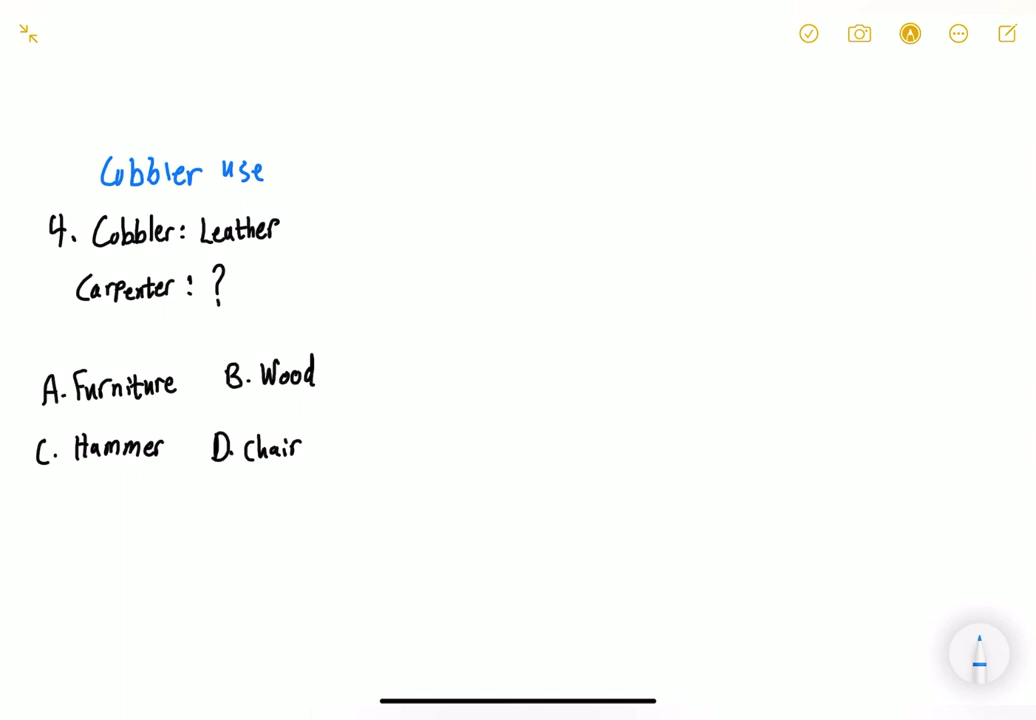 Cobbler use
4. Cobbler: Leather
Carpenter : ?
A. Furniture B. Wood
C. Hammer D. Chair